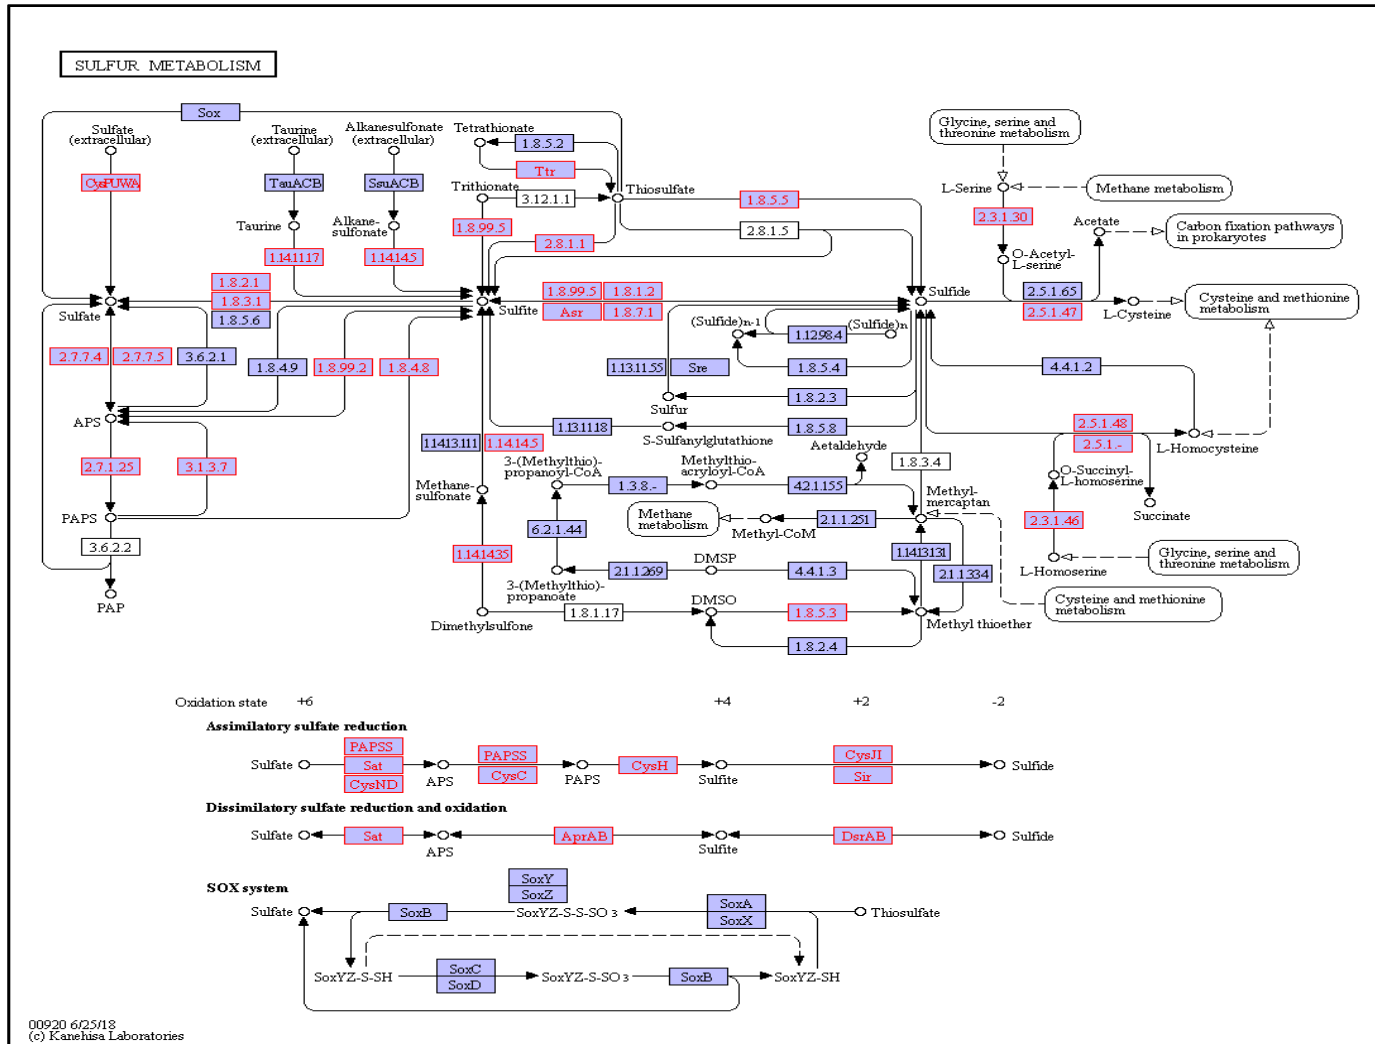 SULFUR METABOLISM
Sox
Sulfate
(extracellular)
Taurine
(extracellular)
Alkanesulfonate
(extracellular)
Tetrathionate
1.8.5.2
Ttr
Glycine, serine and
threonine metabolism
CysPUWA
TauACB
SsuACB
Trithionate
3.12.1.1
Thiosulfate
1.8.5.5
L-Serine
Methane metabolism
Taurine
Alkane-
sulfonate
1.8.99.5
2.8.1.1
2.8.1.5
2.3.1.30
Acetate
Carbon fixation pathways
in prokaryotes
1.14.11.17
1.14.14.5
O-Acetyl-
L-serine
1.8.2.1
1.8.3.1
1.8.5.6
Sulfate
Sulfite
1.8.99.5
1.8.1.2
Asr
1.8.7.1
Sulfide
2.5.1.65
2.5.1.47
L-Cysteine
Cysteine and methionine
metabolism
(Sulfide)n-1
1.12.98.4
(Sulfide)n
2.7.7.4
2.7.7.5
3.6.2.1
1.8.4.9
1.8.99.2
1.8.4.8
1.13.11.55
Sre
1.8.5.4
4.4.1.2
Sulfur
1.8.2.3
APS
1.13.11.18
S-Sulfanylglutathione
1.8.5.8
2.5.1.48
2.5.1.-
L-Homocysteine
1.14.13.111
1.14.14.5
Aetaldehyde
2.7.1.25
3.1.3.7
3-(Methylthio)-
propanoyl-CoA
Methylthio-
acryloyl-CoA
1.8.3.4
O-Succinyl-
L-homoserine
Methane-
sulfonate
1.3.8.-
4.2.1.155
Methyl-
mercaptan
Succinate
PAPS
Methane
metabolism
Methyl-CoM
2.1.1.251
2.3.1.46
3.6.2.2
6.2.1.44
1.14.14.35
1.14.13.131
2.1.1.334
L-Homoserine
Glycine, serine and
threonine metabolism
2.1.1.269
DMSP
4.4.1.3
PAP
3-(Methylthio)-
propanoate
DMSO
Cysteine and methionine
metabolism
Dimethylsulfone
1.8.1.17
1.8.5.3
Methyl thioether
1.8.2.4
Oxidation state +6 +4 +2 -2
Assimilatory sulfate reduction
PAPSS
Sat
CysND
PAPSS
CysC
CysH
CysJI
Sir
Sulfate
APS
PAPS
Sulfite
Sulfide
Dissimilatory sulfate reduction and oxidation
Sulfate
Sat
APS
AprAB
Sulfite
DsrAB
Sulfide
SOX system
SoxY
SoxZ
Sulfate
SoxB
SoxYZ-S-S-SO 3
SoxA
SoxX
Thiosulfate
SoxYZ-S-SH
SoxC
SoxD
SoxYZ-S-SO 3
SoxB
SoxYZ-SH
00920 6/25/18
(c) Kanehisa Laboratories